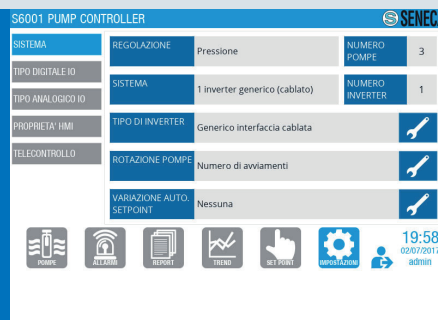 S6001 PUMP CONTROLLER
SENECA
SISTEMA
TIPO DIGITALE IO
TIPO ANALOGICO IO
PROPRIETA' HMI
TELECONTROLLO
REGOLAZIONE
Pressione
NUMERO
POMPE
3
SISTEMA
1 inverter generico (cablato)
NUMERO
INVERTER
1
TIPO DI INVERTER
Generico interfaccia cablata
ROTAZIONE POMPE
Numero di avviamenti
VARIAZIONE AUTO.
SETPOINT
Nessuna
POMPE
ALLARMI
REPORT
TREND
SET POINT
IMPOSTAZIONI
19:58
02/07/2017
admin